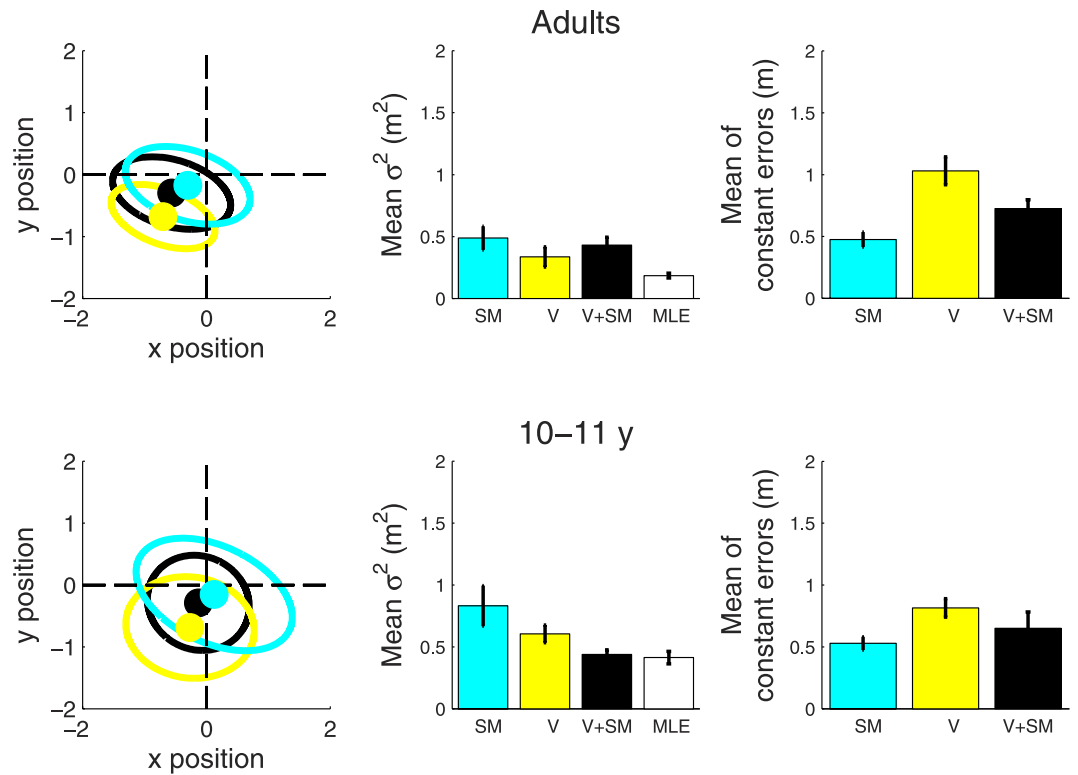 Adults
y position
2
1
0
−1
−2
−2
0
2
x position
Mean σ² (m²)
2
1.5
1
0.5
0
SM V V+SM MLE
Mean of
constant errors (m)
2
1.5
1
0.5
0
SM V V+SM
10−11 y
y position
2
1
0
−1
−2
−2
0
2
x position
Mean σ² (m²)
2
1.5
1
0.5
0
SM V V+SM MLE
Mean of
constant errors (m)
2
1.5
1
0.5
0
SM V V+SM